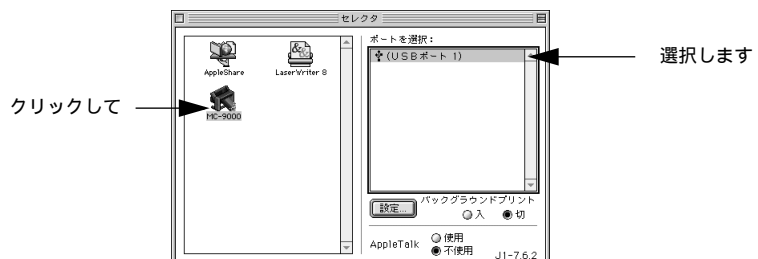 セレクタ
ポートを選択：
(USBポート 1)
選択します
AppleShare
LaserWriter 8
クリックして
MC-9000
バックグラウンドプリント
設定...
入 切
AppleTalk
使用
不使用
J1-7.6.2